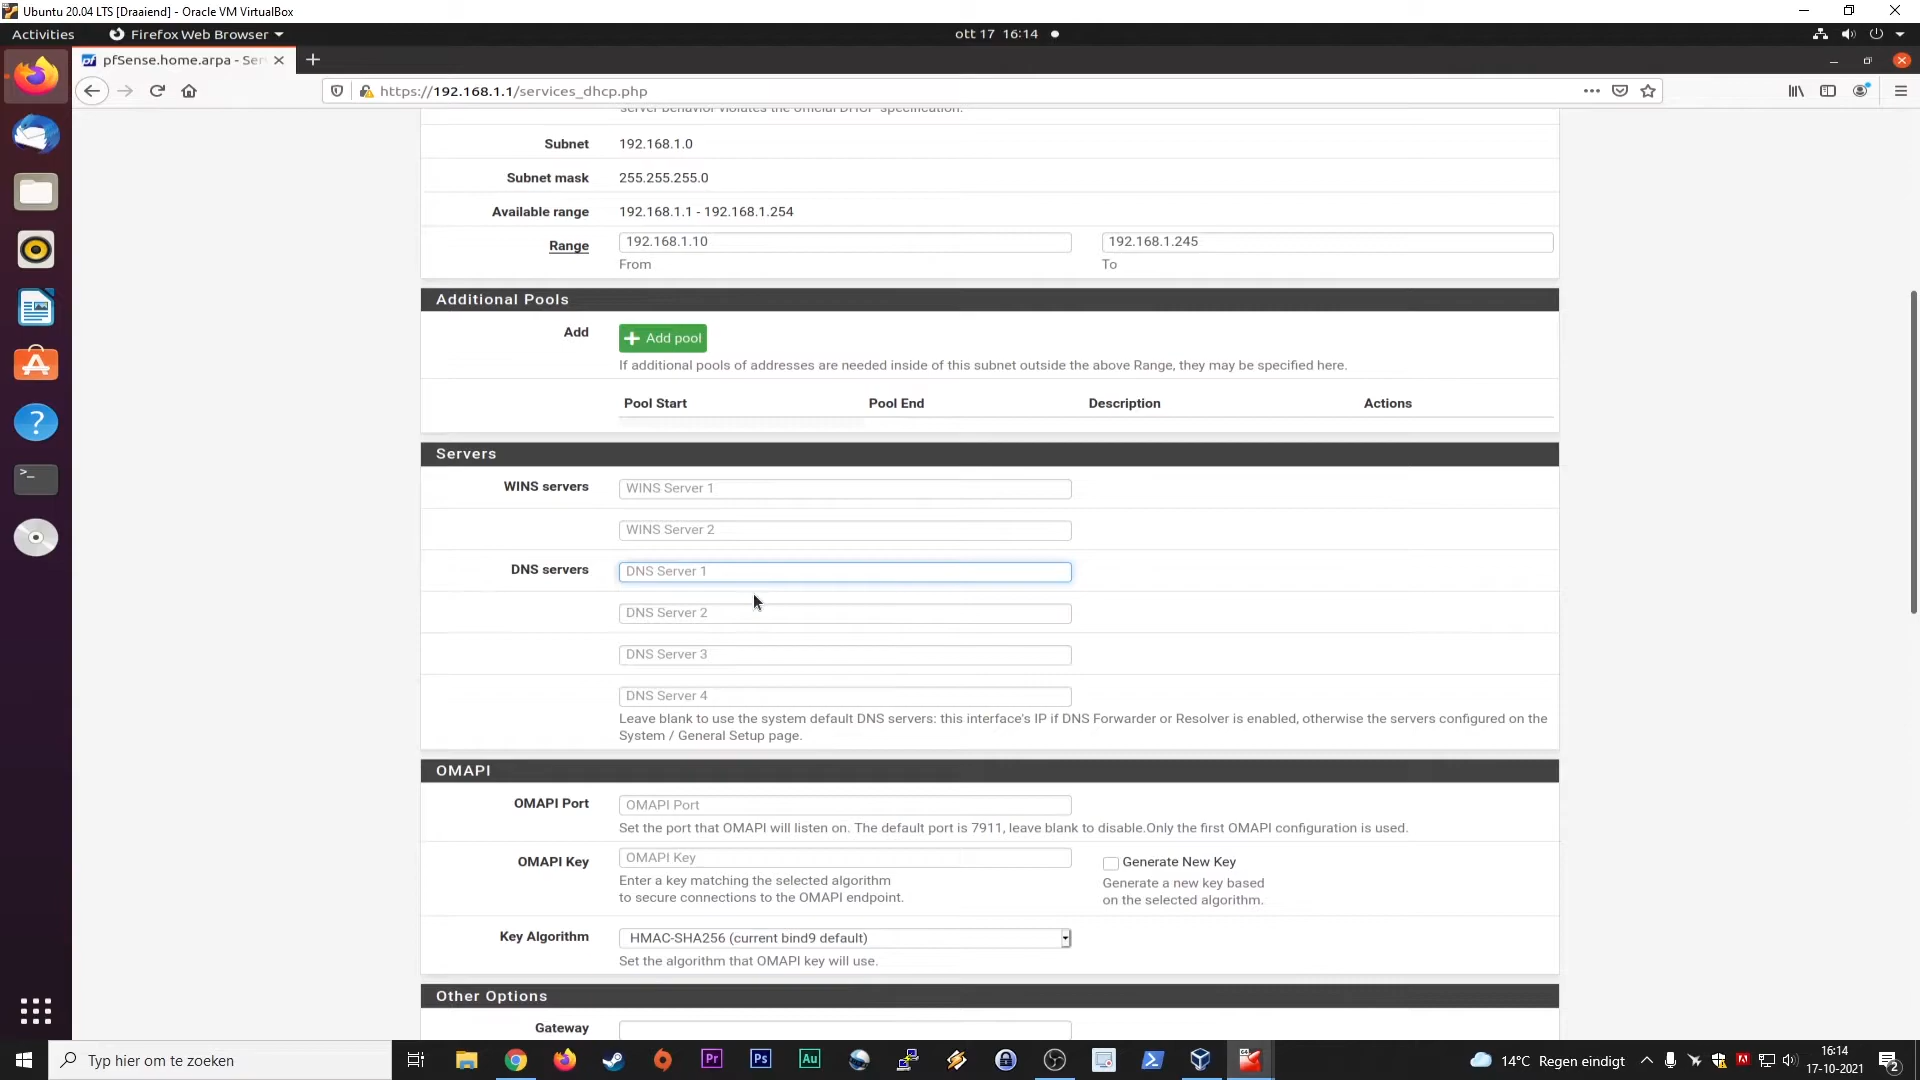 Ubuntu 20.04 LTS [Draaiend] - Oracle VM VirtualBox
Activities
Firefox Web Browser
ott 17 16:14
pfSense.home.arpa - Ser
https://192.168.1.1/services_dhcp.php
server behavior violates the official DHCP specification.
Subnet 192.168.1.0
Subnet mask 255.255.255.0
Available range 192.168.1.1 - 192.168.1.254
Range 192.168.1.10 192.168.1.245
From To
Additional Pools
Add + Add pool
If additional pools of addresses are needed inside of this subnet outside the above Range, they may be specified here.
Pool Start Pool End Description Actions
Servers
WINS servers WINS Server 1
WINS Server 2
DNS servers DNS Server 1
DNS Server 2
DNS Server 3
DNS Server 4
Leave blank to use the system default DNS servers: this interface's IP if DNS Forwarder or Resolver is enabled, otherwise the servers configured on the
System / General Setup page.
OMAPI
OMAPI Port OMAPI Port
Set the port that OMAPI will listen on. The default port is 7911, leave blank to disable.Only the first OMAPI configuration is used.
OMAPI Key OMAPI Key Generate New Key
Enter a key matching the selected algorithm
to secure connections to the OMAPI endpoint.
Generate a new key based
on the selected algorithm.
Key Algorithm HMAC-SHA256 (current bind9 default)
Set the algorithm that OMAPI key will use.
Other Options
Gateway
Typ hier om te zoeken
Pr
Ps
Au
14°C Regen eindigt
16:14
17-10-2021
2